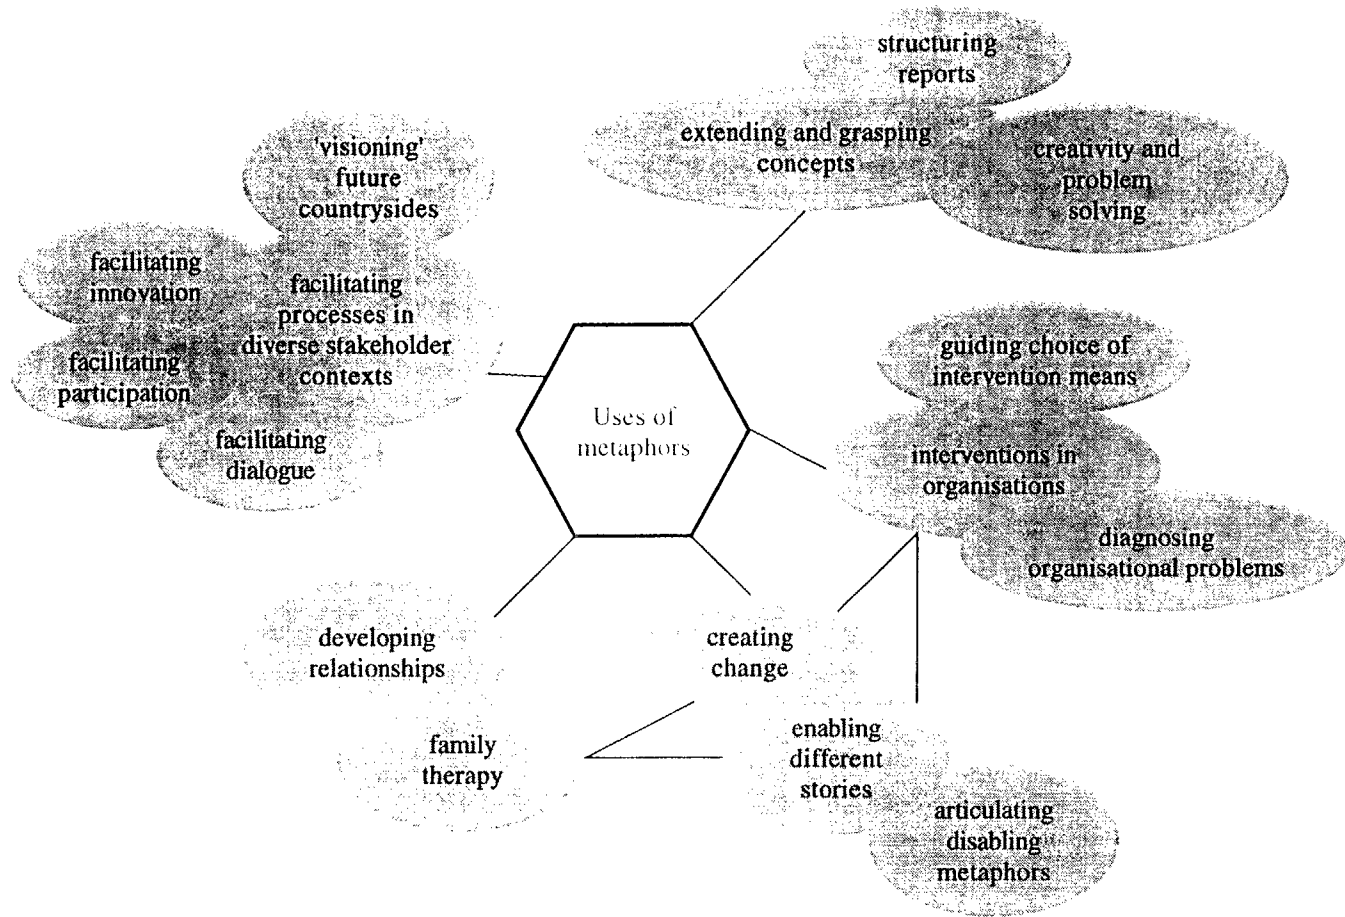 structuring
reports
extending and grasping
concepts
creativity and
problem
solving
'visioning'
future
countrysides
facilitating
innovation
facilitating
processes in
diverse stakeholder
contexts
facilitating
participation
facilitating
dialogue
Uses of
metaphors
guiding choice of
intervention means
interventions in
organisations
diagnosing
organisational problems
developing
relationships
creating
change
family
therapy
enabling
different
stories
articulating
disabling
metaphors